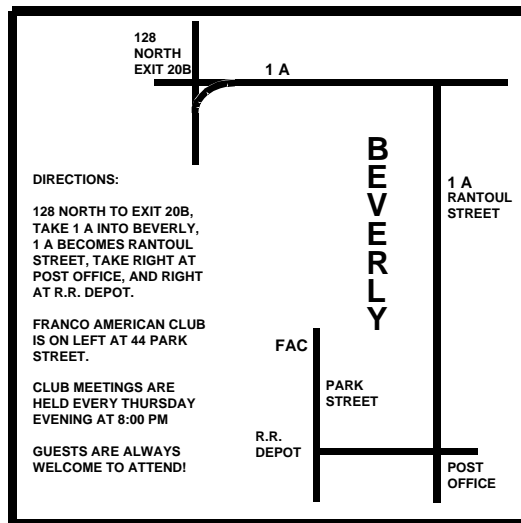 128
NORTH
EXIT 20B
1 A
BEVERLY
DIRECTIONS:
128 NORTH TO EXIT 20B,
TAKE 1 A INTO BEVERLY,
1 A BECOMES RANTOUL
STREET, TAKE RIGHT AT
POST OFFICE, AND RIGHT
AT R.R. DEPOT.
FRANCO AMERICAN CLUB
IS ON LEFT AT 44 PARK
STREET.
CLUB MEETINGS ARE
HELD EVERY THURSDAY
EVENING AT 8:00 PM
GUESTS ARE ALWAYS
WELCOME TO ATTEND!
1 A
RANTOUL
STREET
FAC
PARK
STREET
R.R.
DEPOT
POST
OFFICE